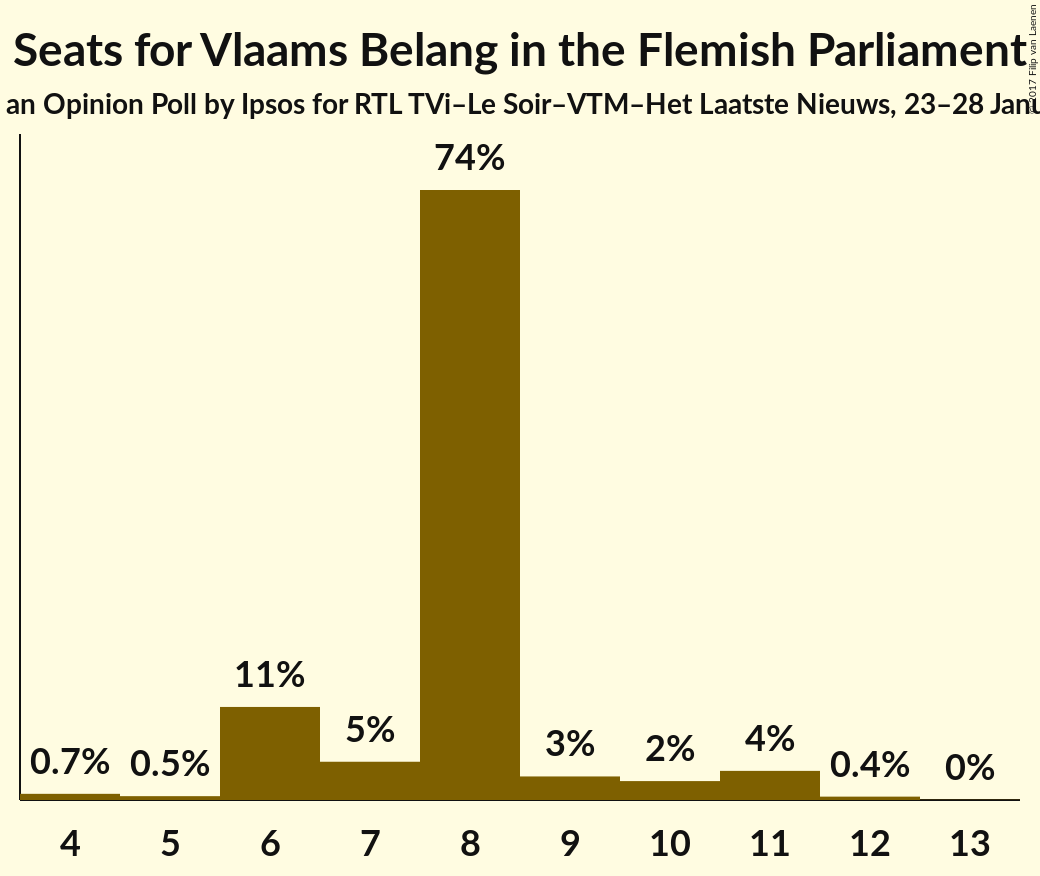 Seats for Vlaams Belang in the Flemish Parliament
an Opinion Poll by Ipsos for RTL TVi–Le Soir–VTM–Het Laatste Nieuws, 23–28 Janu
© 2017 Filip van Laenen
74%
11%
5%
3%
2%
4%
0.7%
0.5%
0.4%
0%
4 5 6 7 8 9 10 11 12 13